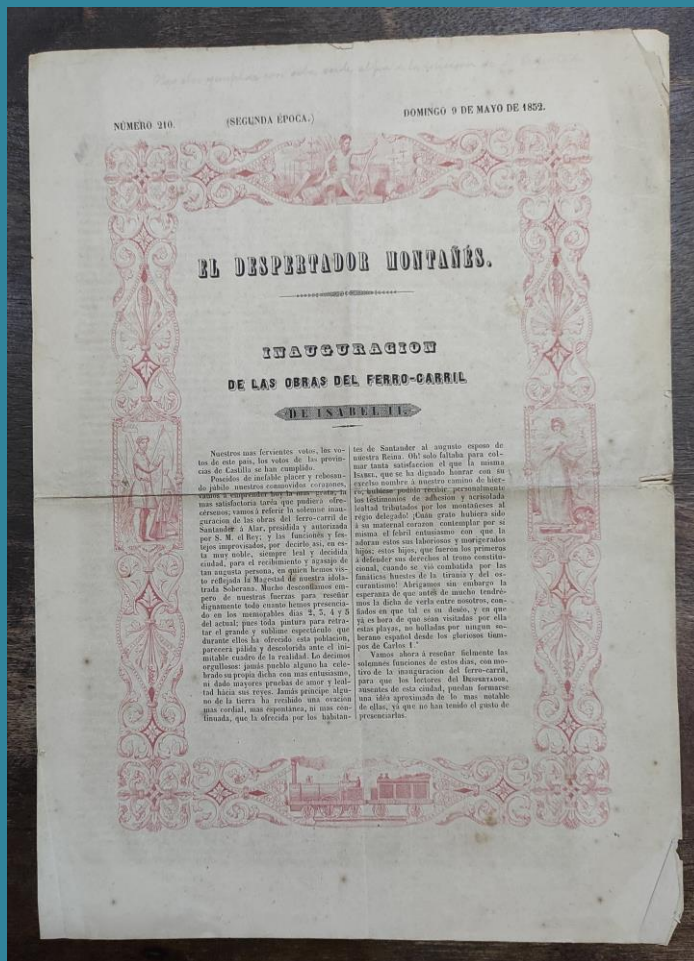 NÚMERO 210.
(SEGUNDA ÉPOCA.)
DOMINGO 9 DE MAYO DE 1852.
EL DESPERTADOR MONTAÑÉS.
INAUGURACION
DE LAS OBRAS DEL FERRO-CARRIL
DE ISABEL II.
Nuestros mas fervientes votos, los vo-
tos de este pais, los votos de las provin-
cias de Castilla se han cumplido.
Poseidos de inefable placer y rebosan-
do júbilo nuestros conmovidos corazones,
vamos á emprender hoy la mas grata, la
mas satisfactoria taréa que pudiera ofre-
cérsenos; vamos á referir la solemne inau-
guracion de las obras del ferro-carril de
Santander á Alar, presidida y autorizada
por S. M. el Rey; y las funciones y fes-
tejos improvisados, por decirlo asi, en es-
ta muy noble, siempre leal y decidida
ciudad, para el recibimiento y agasajo de
tan augusta persona, en quien hemos vis-
to reflejada la Magestad de nuestra idola-
trada Soberana. Mucho desconfiamos em-
pero de nuestras fuerzas para reseñar
dignamente todo cuanto hemos presencia-
do en los memorables dias 2, 3, 4 y 5
del actual; pues toda pintura para retra-
tar el grande y sublime espectáculo que
durante ellos ha ofrecido esta poblacion,
parecerá pálida y descolorida ante el ini-
mitable cuadro de la realidad. Lo decimos
orgullosos: jamás pueblo alguno ha cele-
brado su propia dicha con mas entusiasmo,
ni dado mayores pruebas de amor y leal-
tad hácia sus reyes. Jamás príncipe algu-
no de la tierra ha recibido una ovacion
mas cordial, mas espontánea, ni mas con-
tinuada, que la ofrecida por los habitan-
tes de Santander al augusto esposo de
nuestra Reina. Oh! solo faltaba para col-
mar tanta satisfaccion el que la misma
ISABEL, que se ha dignado honrar con su
excelso nombre á nuestro camino de hier-
ro, hubiese podido recibir personalmente
los testimonios de adhesion y acrisolada
lealtad tributados por los montañeses al
régio delegado! ¡Cuán grato hubiera sido
á su maternal corazon contemplar por sí
misma el febril entusiasmo con que la
adoran estos sus laboriosos y morigerados
hijos; estos hijos, que fueron los primeros
á defender sus derechos al trono constitu-
cional, cuando se vió combatida por las
fanáticas huestes de la tiranía y del os-
curantismo! Abrigamos sin embargo la
esperanza de que antes de mucho tendré-
mos la dicha de verla entre nosotros, con-
fiados en que tal es su deseo, y en que
yá es hora de que séan visitadas por ella
estas playas, no holladas por ningun so-
berano español desde los gloriosos tiem-
pos de Carlos 1.º
Vamos ahora á reseñar fielmente las
solemnes funciones de estos dias, con mo-
tivo de la inauguracion del ferro-carril,
para que los lectores del DESPERTADOR,
ausentes de esta ciudad, puedan formarse
una idéa aproximada de lo mas notable
de ellas, yá que no han tenido el gusto de
presenciarlas.